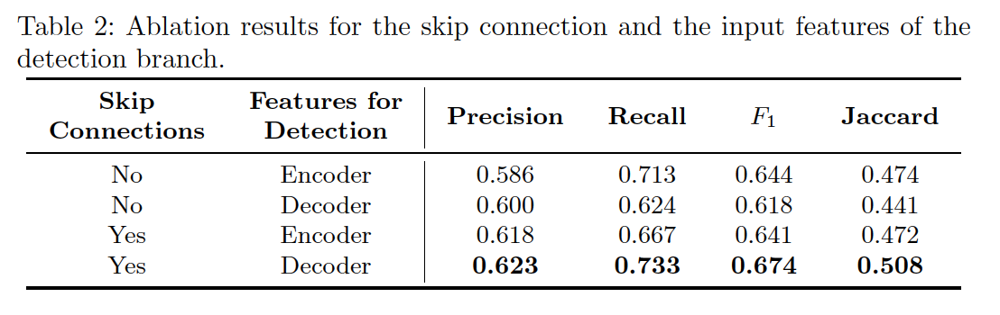 Table 2: Ablation results for the skip connection and the input features of the
detection branch.
Skip Connections Features for Detection Precision Recall F₁ Jaccard
No Encoder 0.586 0.713 0.644 0.474
No Decoder 0.600 0.624 0.618 0.441
Yes Encoder 0.618 0.667 0.641 0.472
Yes Decoder 0.623 0.733 0.674 0.508